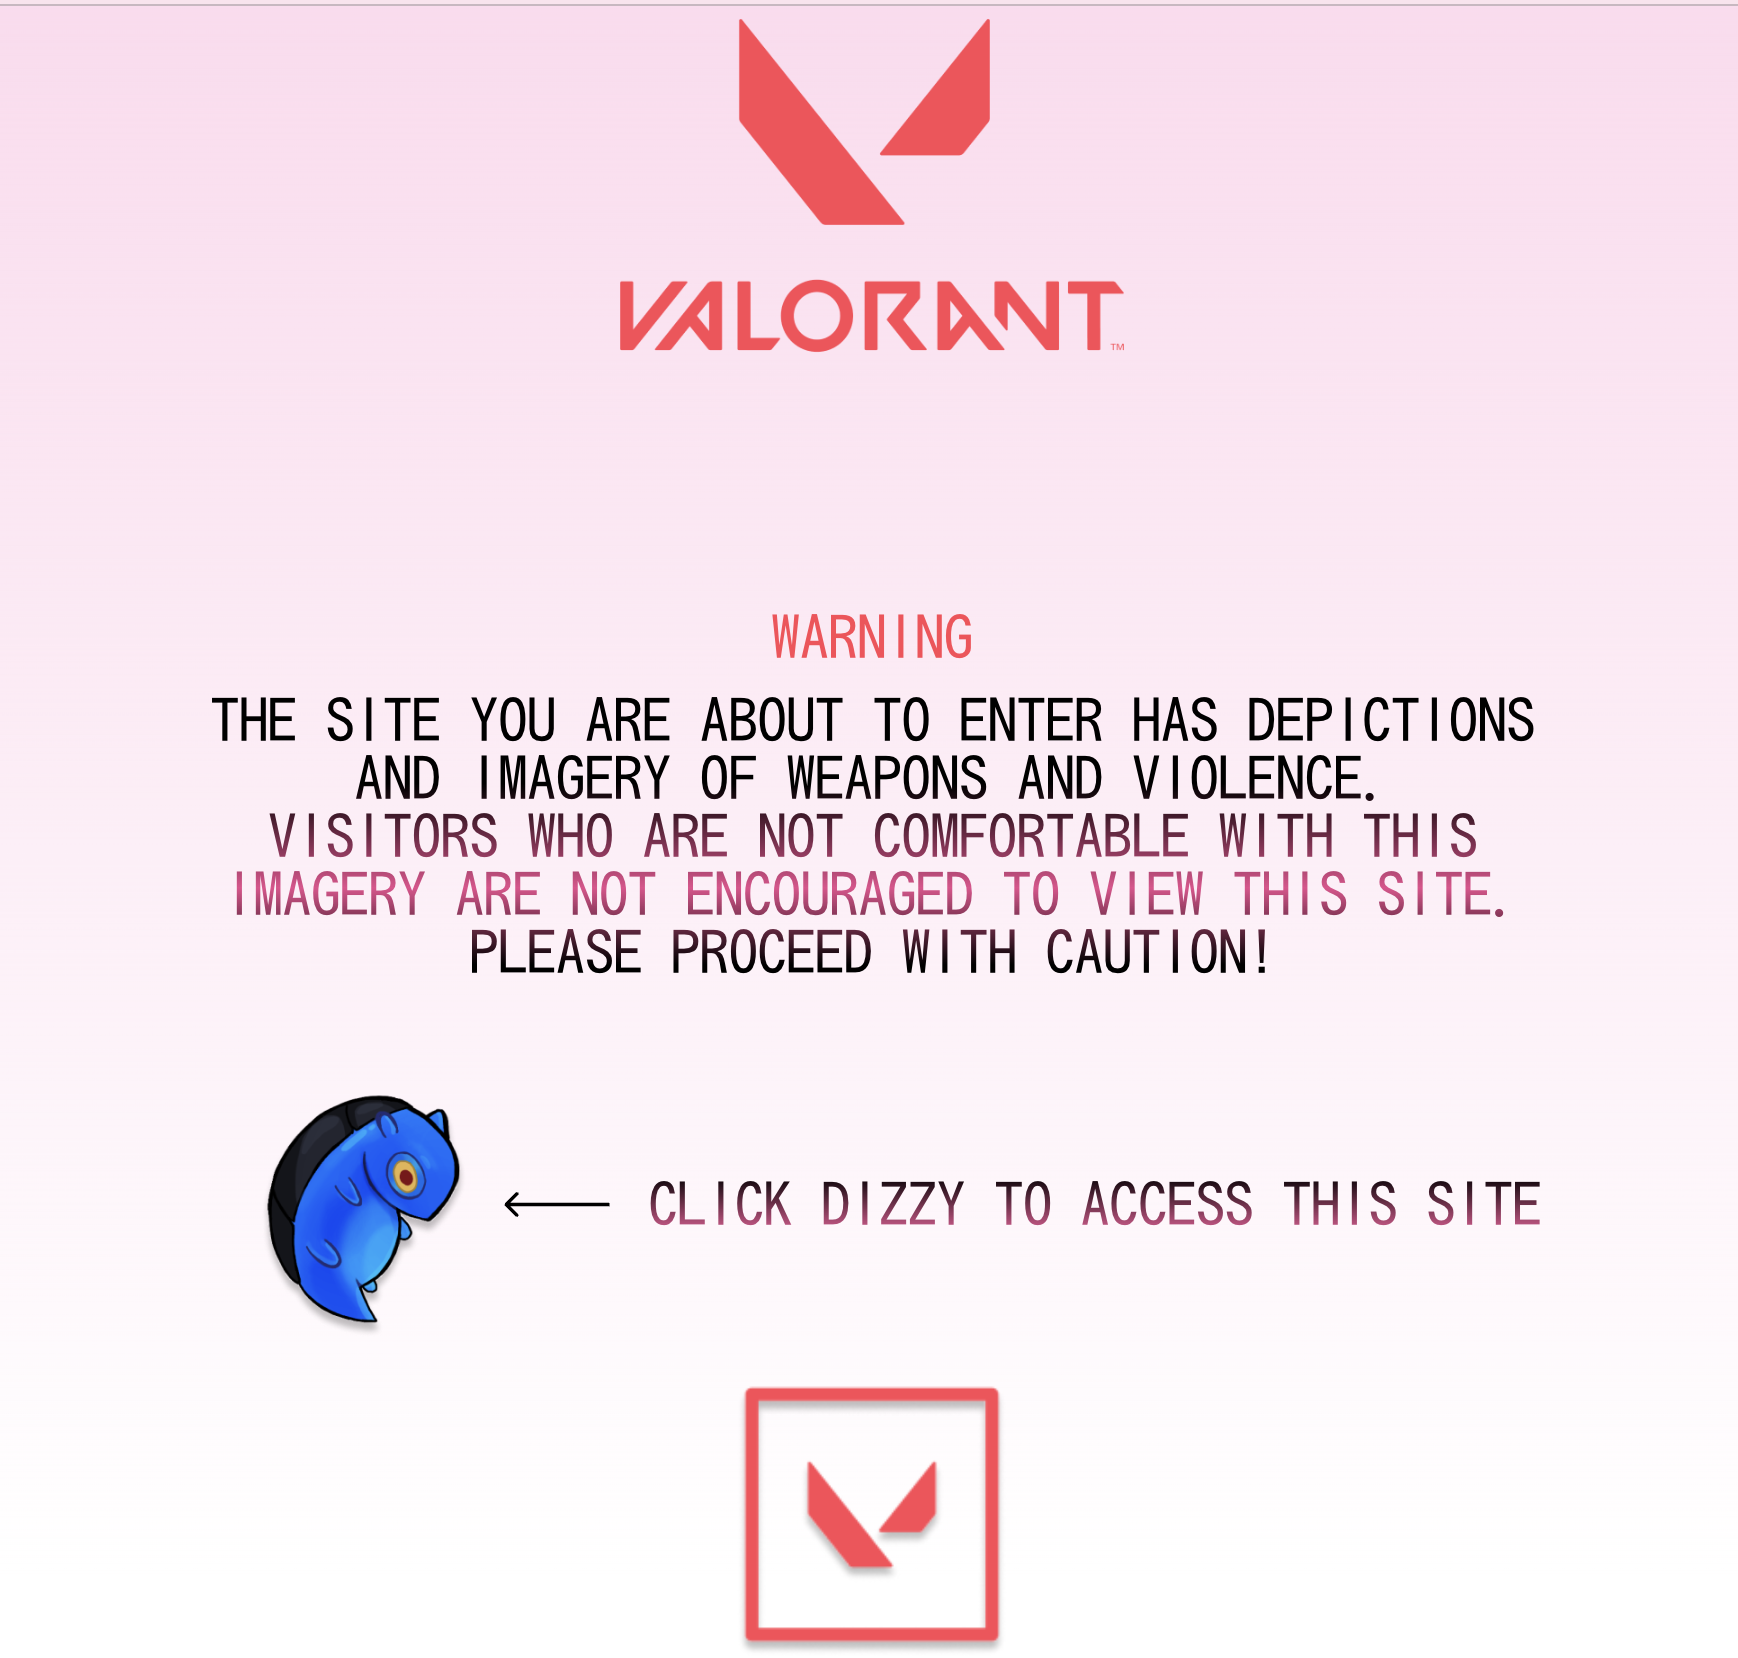 VALORANT™
WARNING
THE SITE YOU ARE ABOUT TO ENTER HAS DEPICTIONS
AND IMAGERY OF WEAPONS AND VIOLENCE.
VISITORS WHO ARE NOT COMFORTABLE WITH THIS
IMAGERY ARE NOT ENCOURAGED TO VIEW THIS SITE.
PLEASE PROCEED WITH CAUTION!
CLICK DIZZY TO ACCESS THIS SITE